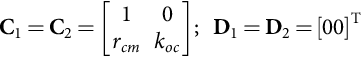 C₁ = C₂ = [ 1 0 ; r_cm k_oc ]; D₁ = D₂ = [00]ᵀ